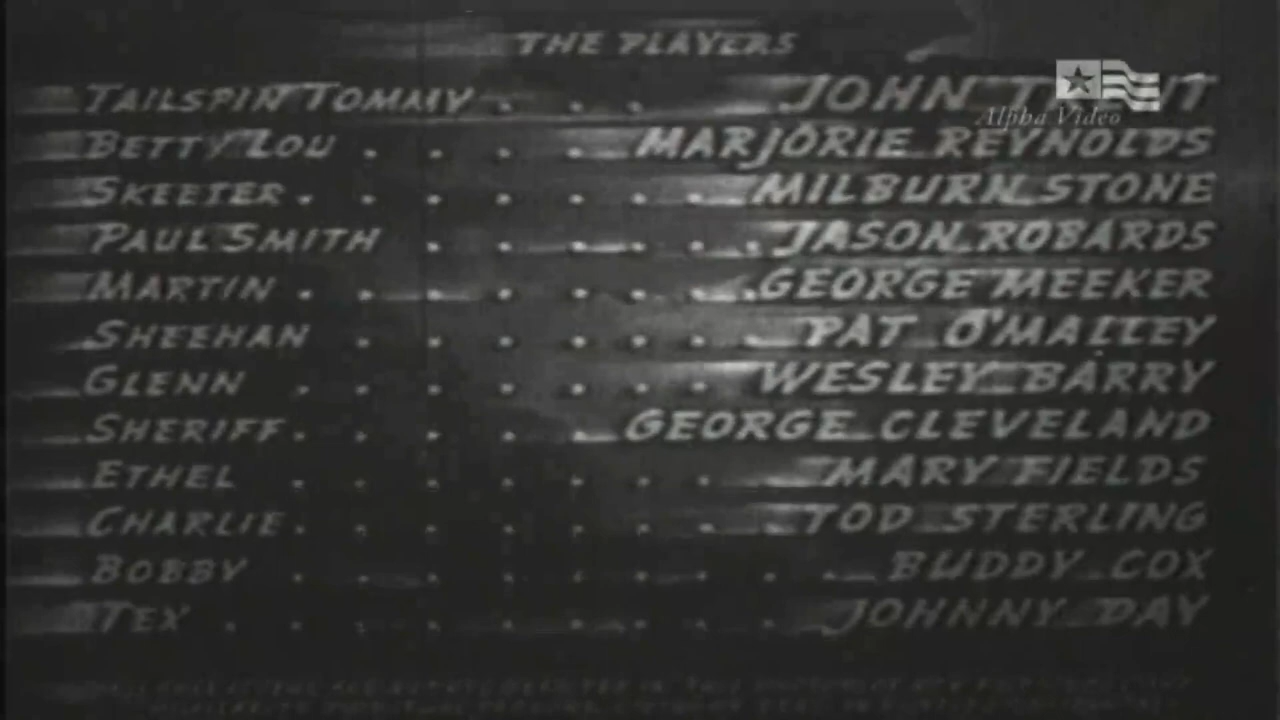 THE PLAYERS
TAILSPIN TOMMY . . . JOHN TRENT
Alpha Video
BETTY LOU . . . . MARJORIE REYNOLDS
SKEETER . . . . . . . MILBURN STONE
PAUL SMITH . . . . . . JASON ROBARDS
MARTIN . . . . . . . . GEORGE MEEKER
SHEEHAN . . . . . . . PAT O'MALLEY
GLENN . . . . . . . WESLEY BARRY
SHERIFF . . . . . GEORGE CLEVELAND
ETHEL . . . . . . . MARY FIELDS
CHARLIE . . . . . . . . TOD STERLING
BOBBY . . . . . . . . . BUDDY COX
TEX . . . . . . . . . JOHNNY DAY